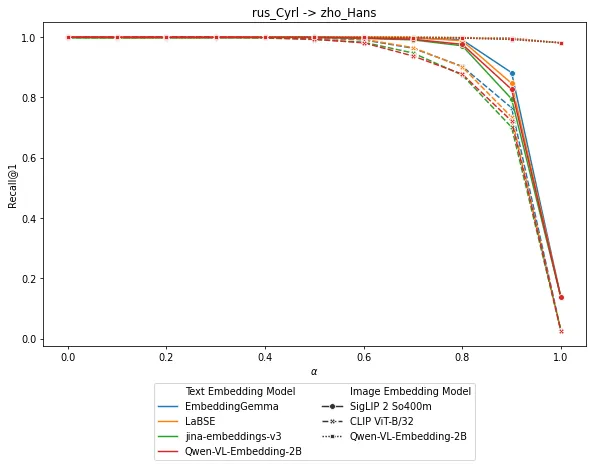 rus_Cyrl -> zho_Hans
1.0
0.8
0.6
0.4
0.2
0.0
Recall@1
0.0 0.2 0.4 0.6 0.8 1.0
α
Text Embedding Model
EmbeddingGemma
LaBSE
jina-embeddings-v3
Qwen-VL-Embedding-2B
Image Embedding Model
SigLIP 2 So400m
CLIP ViT-B/32
Qwen-VL-Embedding-2B